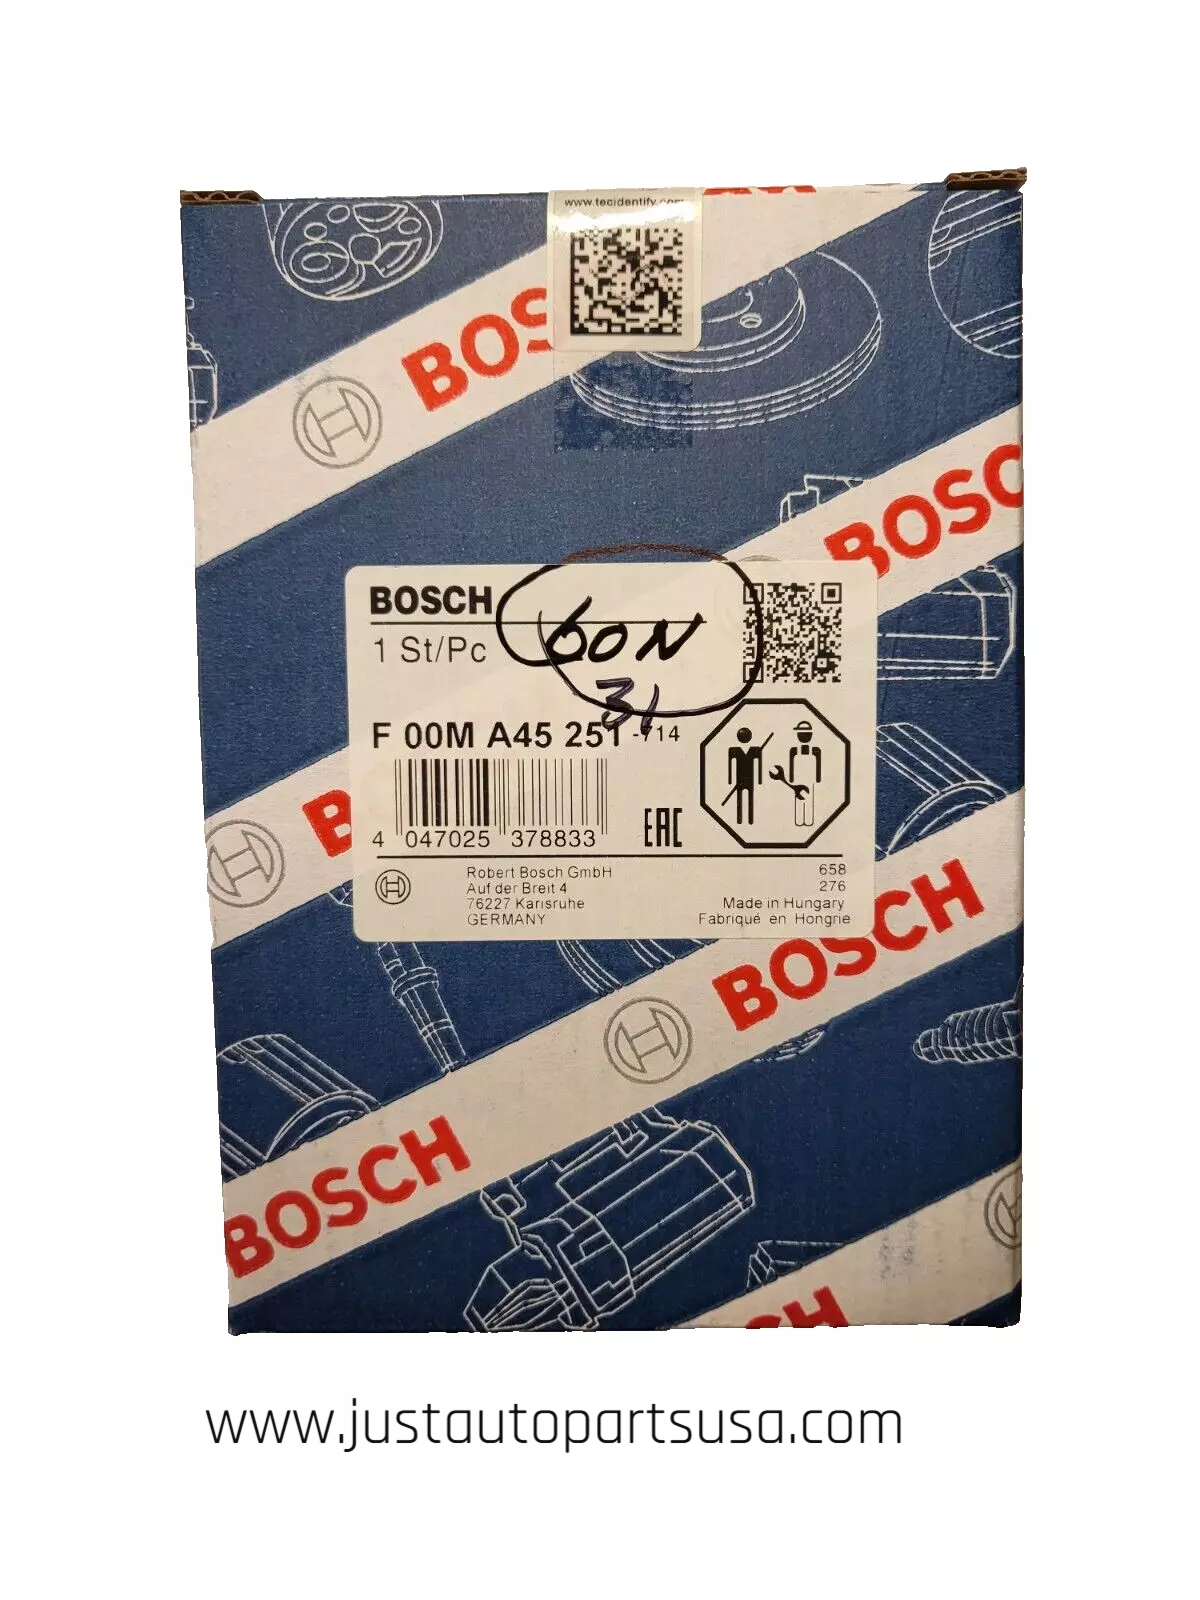 www.tecidentify.com
BOSCH
BOSCH
BOSCH
60N
1 St/Pc
31
F 00M A45 251 -714
4 047025 378833
EAC
Robert Bosch GmbH
Auf der Breit 4
76227 Karlsruhe
GERMANY
658
276
Made in Hungary
Fabriqué en Hongrie
B
BOSCH
BOSCH
BOSCH
www.justautopartsusa.com